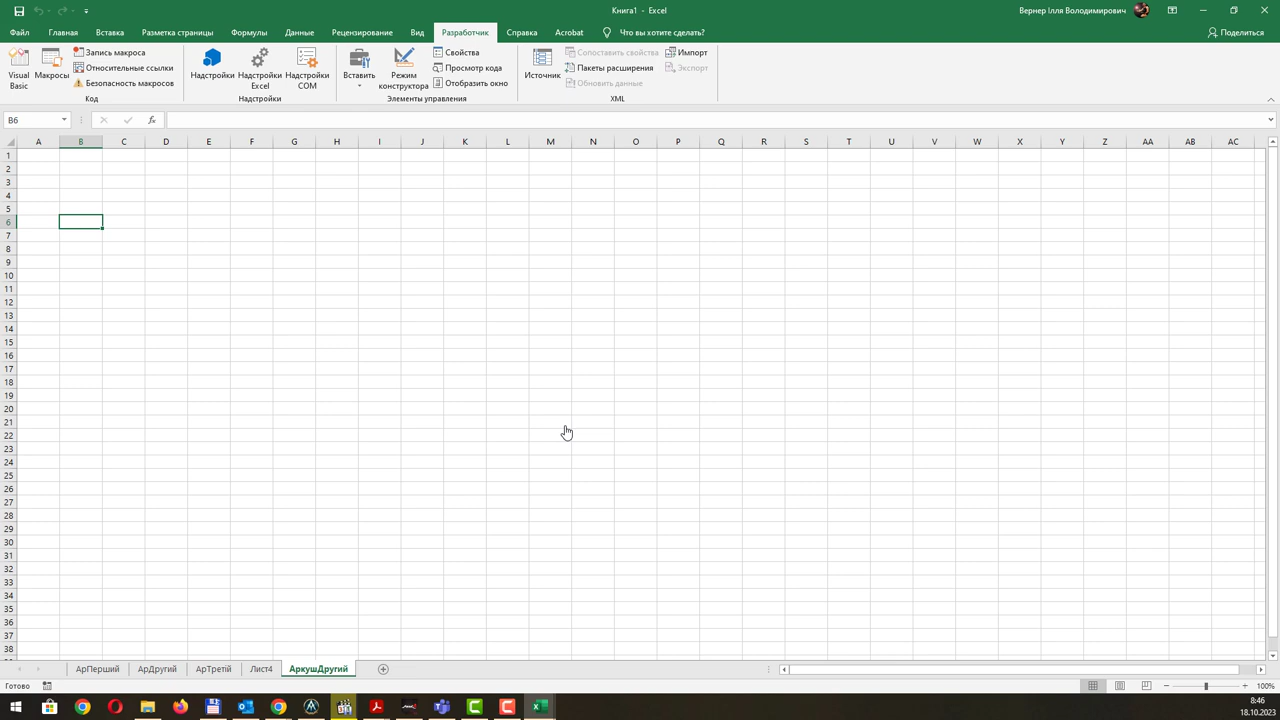 Книга1 - Excel
Вернер Ілля Володимирович
Файл Главная Вставка Разметка страницы Формулы Данные Рецензирование Вид Разработчик Справка Acrobat Что вы хотите сделать? Поделиться
Visual Basic
Макросы
Запись макроса
Относительные ссылки
Безопасность макросов
Код
Надстройки
Надстройки Excel
Надстройки COM
Надстройки
Вставить
Режим конструктора
Свойства
Просмотр кода
Отобразить окно
Элементы управления
Источник
Сопоставить свойства
Пакеты расширения
Обновить данные
Импорт
Экспорт
XML
B6
fx
A B C D E F G H I J K L M N O P Q R S T U V W X Y Z AA AB AC
1
2
3
4
5
6
7
8
9
10
11
12
13
14
15
16
17
18
19
20
21
22
23
24
25
26
27
28
29
30
31
32
33
34
35
36
37
38
АрПерший АрДругий АрТретій Лист4 АркушДругий
Готово
100%
8:46
18.10.2023